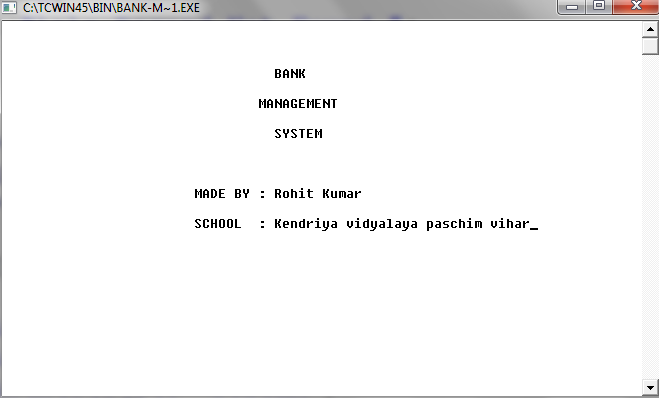 C:\TCWIN45\BIN\BANK-M~1.EXE
BANK
MANAGEMENT
SYSTEM
MADE BY : Rohit Kumar
SCHOOL : Kendriya vidyalaya paschim vihar_